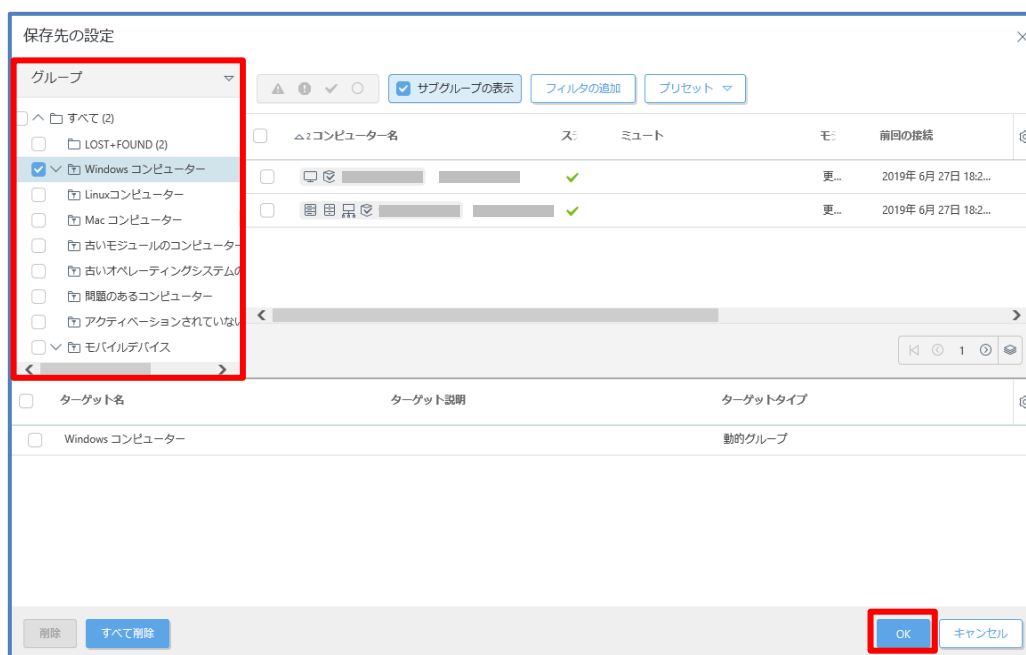 保存先の設定
グループ
サブグループの表示
フィルタの追加
プリセット
すべて (2)
LOST+FOUND (2)
Windows コンピューター
Linuxコンピューター
Mac コンピューター
古いモジュールのコンピューター
古いオペレーティングシステムの
問題のあるコンピューター
アクティベーションされていない
モバイルデバイス
2 コンピューター名 ス ミュート モ 前回の接続
更... 2019年 6月 27日 18:2...
更... 2019年 6月 27日 18:2...
1
ターゲット名 ターゲット説明 ターゲットタイプ
Windows コンピューター 動的グループ
削除 すべて削除 OK キャンセル